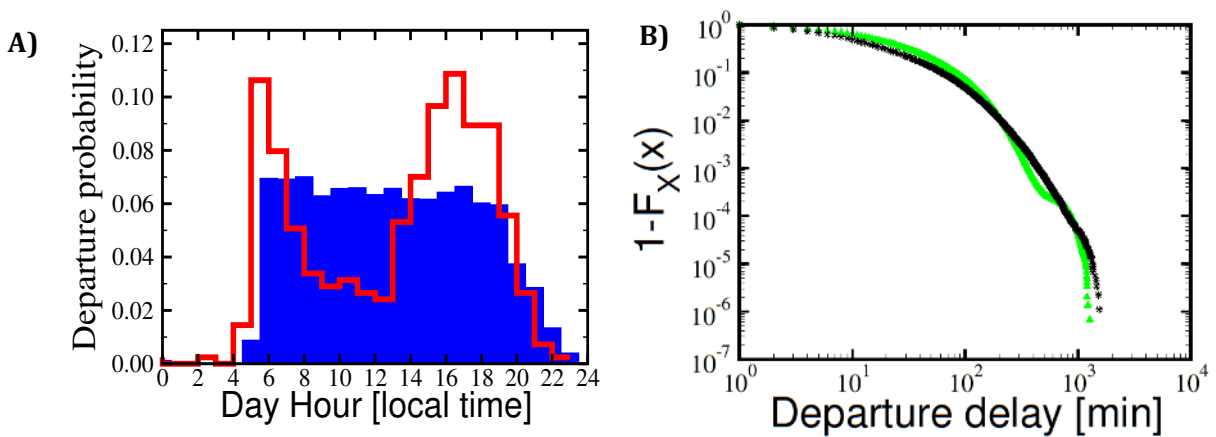 A)
Departure probability
0.12
0.10
0.08
0.06
0.04
0.02
0.00
0 2 4 6 8 10 12 14 16 18 20 22 24
Day Hour [local time]
B)
1-F_X(x)
10^0
10^-1
10^-2
10^-3
10^-4
10^-5
10^-6
10^-7
10^0 10^1 10^2 10^3 10^4
Departure delay [min]